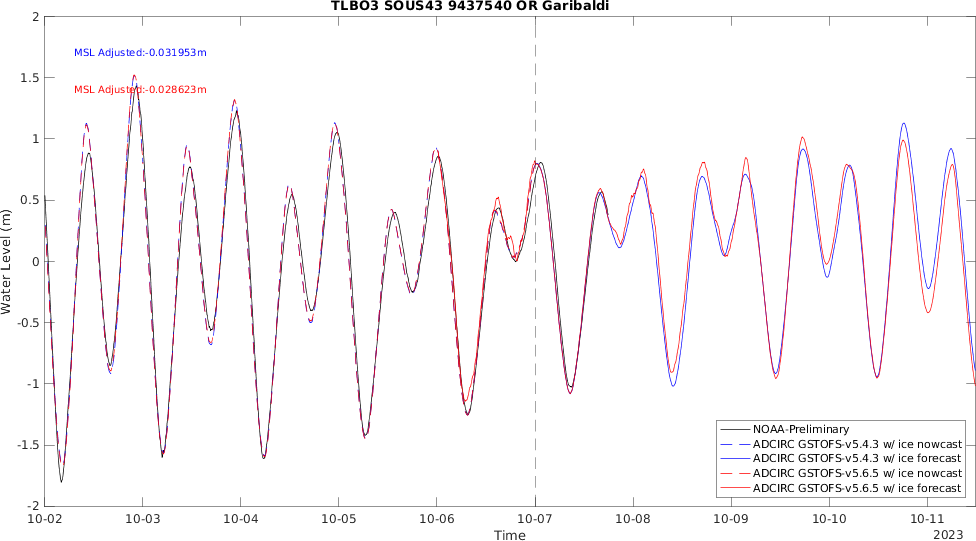 TLBO3 SOUS43 9437540 OR Garibaldi
2
MSL Adjusted:-0.031953m
1.5
MSL Adjusted:-0.028623m
1
0.5
0
-0.5
-1
-1.5
-2
Water Level (m)
NOAA-Preliminary
ADCIRC GSTOFS-v5.4.3 w/ ice nowcast
ADCIRC GSTOFS-v5.4.3 w/ ice forecast
ADCIRC GSTOFS-v5.6.5 w/ ice nowcast
ADCIRC GSTOFS-v5.6.5 w/ ice forecast
10-02 10-03 10-04 10-05 10-06 10-07 10-08 10-09 10-10 10-11
Time
2023